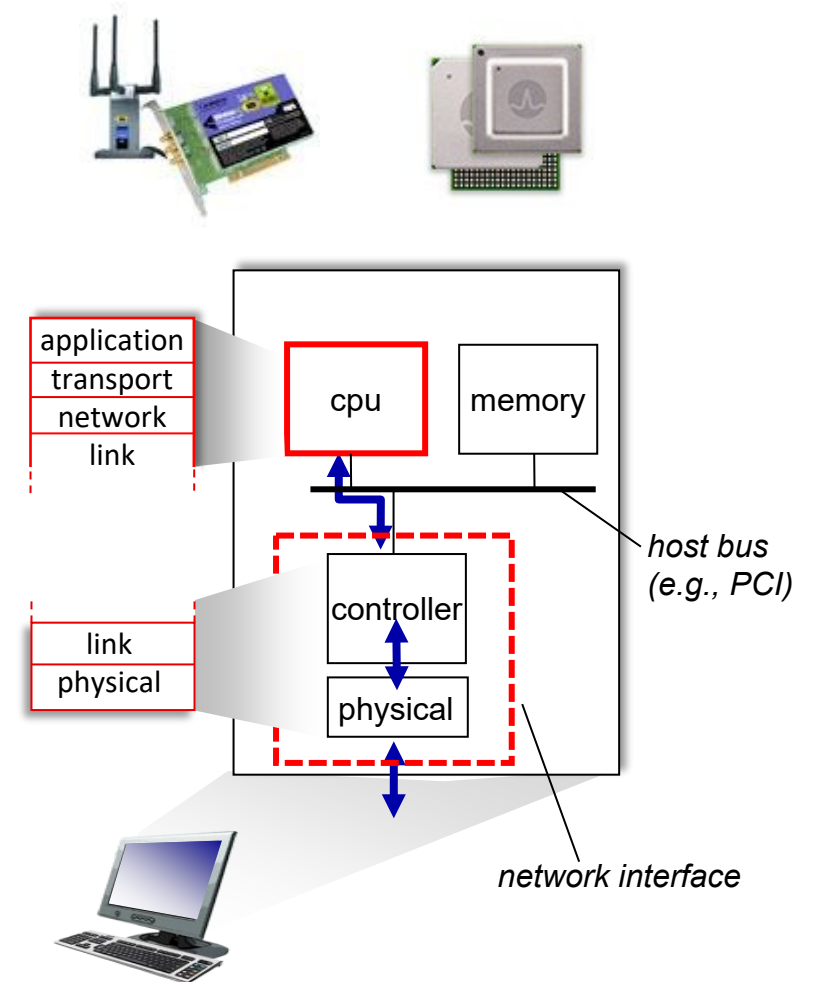 application
transport
network
link
cpu
memory
host bus
(e.g., PCI)
controller
link
physical
physical
network interface